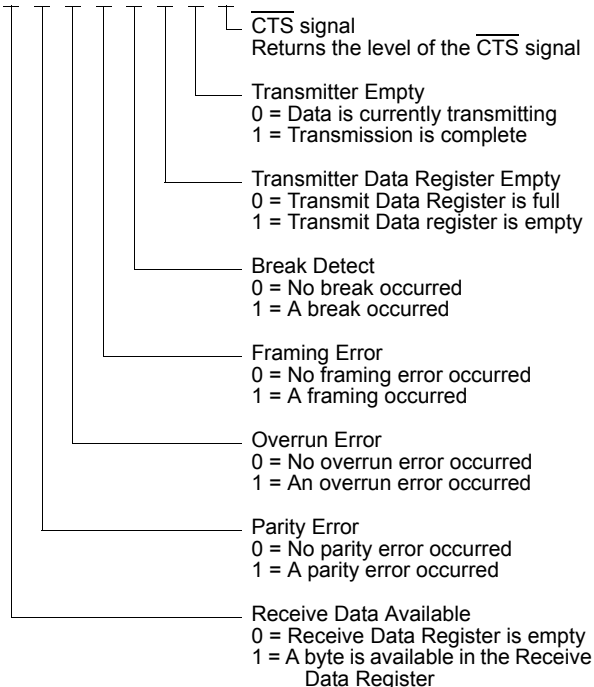 CTS signal
Returns the level of the CTS signal
Transmitter Empty
0 = Data is currently transmitting
1 = Transmission is complete
Transmitter Data Register Empty
0 = Transmit Data Register is full
1 = Transmit Data register is empty
Break Detect
0 = No break occurred
1 = A break occurred
Framing Error
0 = No framing error occurred
1 = A framing occurred
Overrun Error
0 = No overrun error occurred
1 = An overrun error occurred
Parity Error
0 = No parity error occurred
1 = A parity error occurred
Receive Data Available
0 = Receive Data Register is empty
1 = A byte is available in the Receive
Data Register